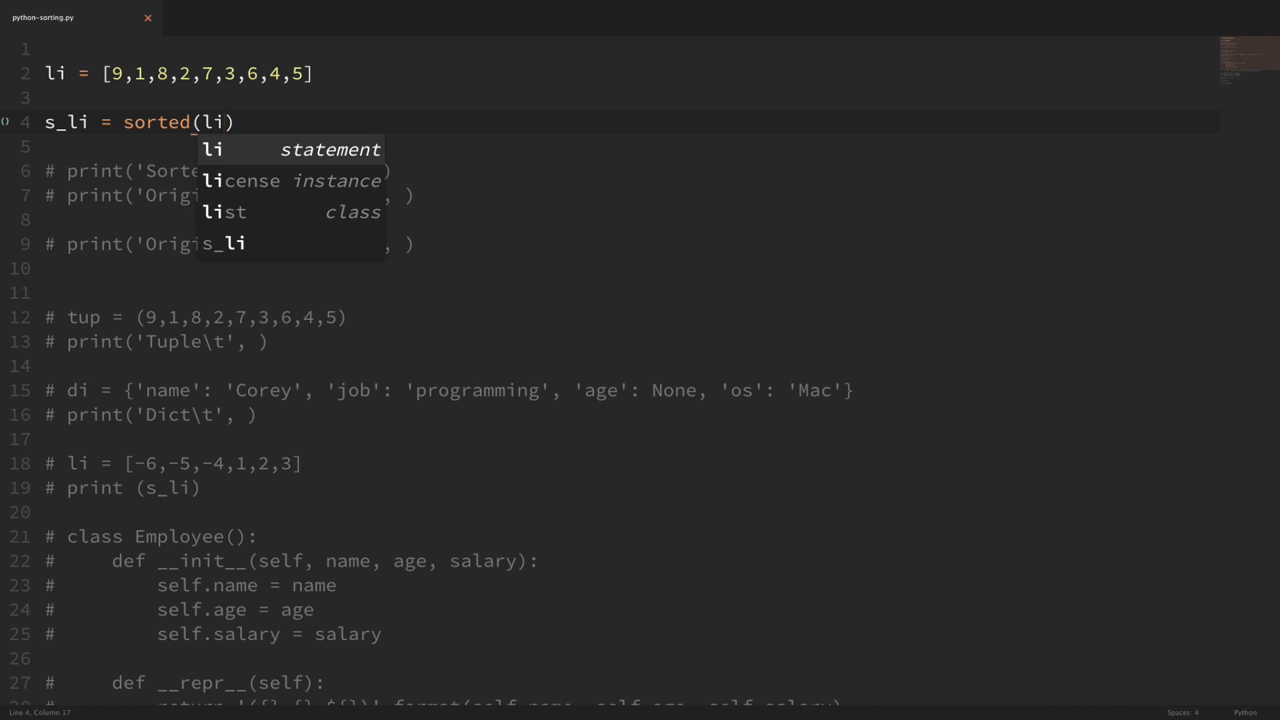 python-sorting.py ×
1
2 li = [9,1,8,2,7,3,6,4,5]
3
() 4 s_li = sorted(li)
5 li statement
6 # print('Sorte )
license instance
7 # print('Origi , )
list class
8
9 # print('Origi , )
s_li
10
11
12 # tup = (9,1,8,2,7,3,6,4,5)
13 # print('Tuple\t', )
14
15 # di = {'name': 'Corey', 'job': 'programming', 'age': None, 'os': 'Mac'}
16 # print('Dict\t', )
17
18 # li = [-6,-5,-4,1,2,3]
19 # print (s_li)
20
21 # class Employee():
22 #     def __init__(self, name, age, salary):
23 #         self.name = name
24 #         self.age = age
25 #         self.salary = salary
26
27 #     def __repr__(self):
Line 4, Column 17 Spaces: 4 Python